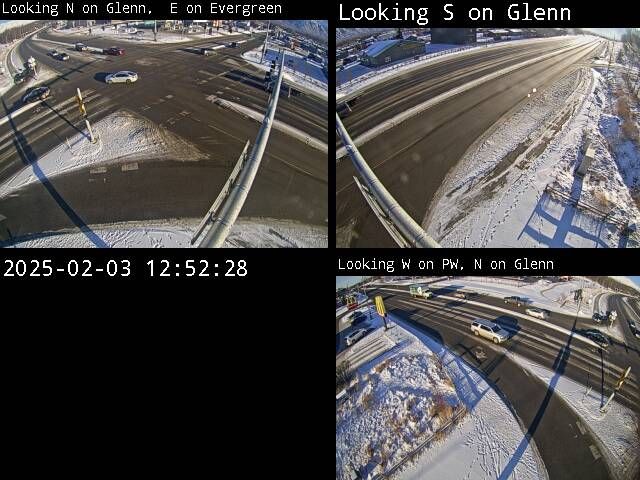 Looking N on Glenn,  E on Evergreen
Looking S on Glenn
2025-02-03 12:52:28
Looking W on PW, N on Glenn